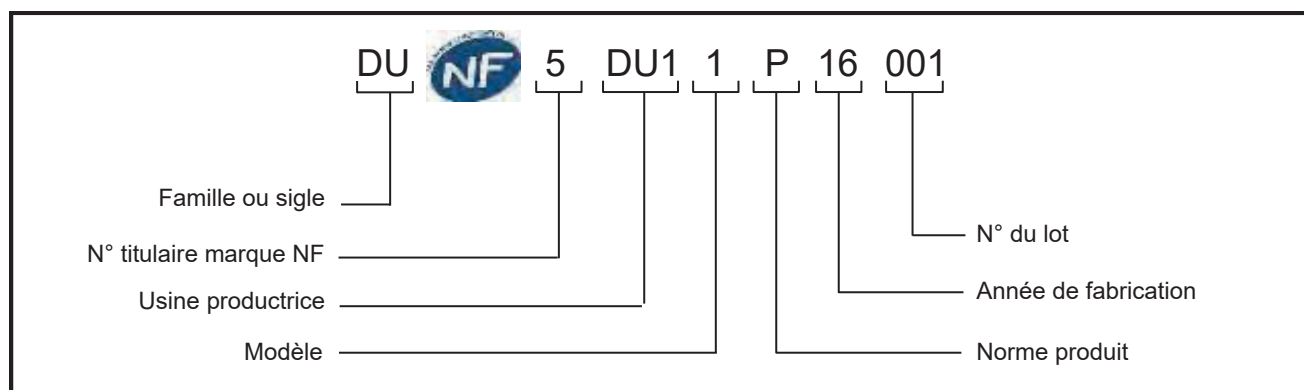 DU NF 5 DU1 1 P 16 001
Famille ou sigle
N° titulaire marque NF
Usine productrice
Modèle
N° du lot
Année de fabrication
Norme produit